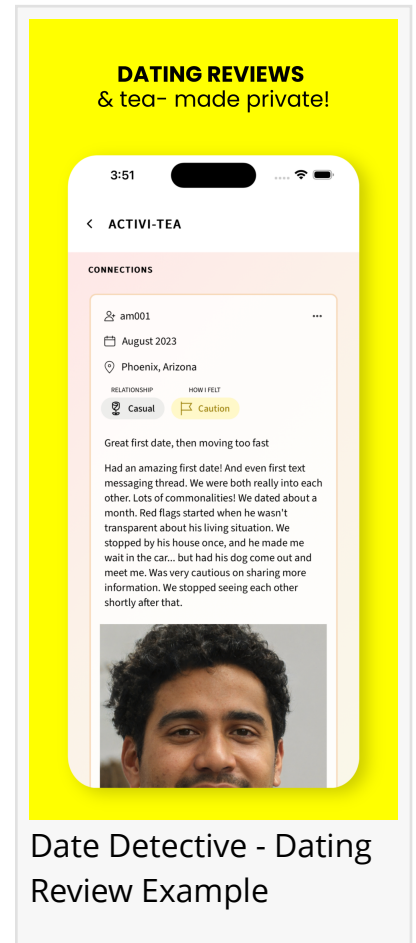 DATING REVIEWS
& tea- made private!
3:51
ACTIVI-TEA
CONNECTIONS
am001
August 2023
Phoenix, Arizona
RELATIONSHIP HOW I FELT
Casual Caution
Great first date, then moving too fast
Had an amazing first date! And even first text
messaging thread. We were both really into each
other. Lots of commonalities! We dated about a
month. Red flags started when he wasn't
transparent about his living situation. We
stopped by his house once, and he made me
wait in the car... but had his dog come out and
meet me. Was very cautious on sharing more
information. We stopped seeing each other
shortly after that.
Date Detective - Dating
Review Example